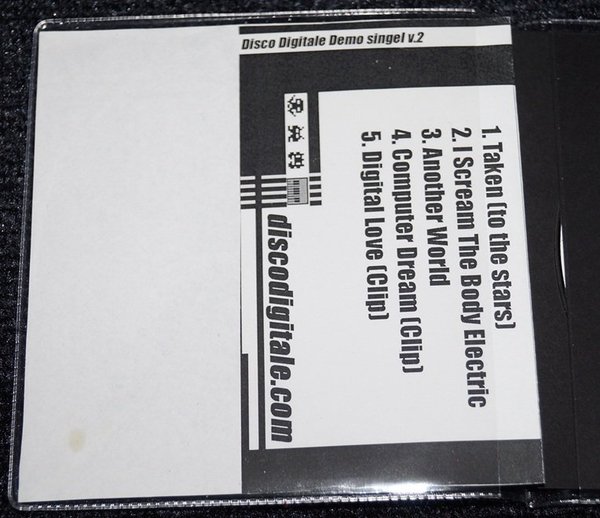 Disco Digitale Demo singel v.2
1. Taken (to the stars)
2. I Scream The Body Electric
3. Another World
4. Computer Dream (Clip)
5. Digital Love (Clip)
discodigitale.com